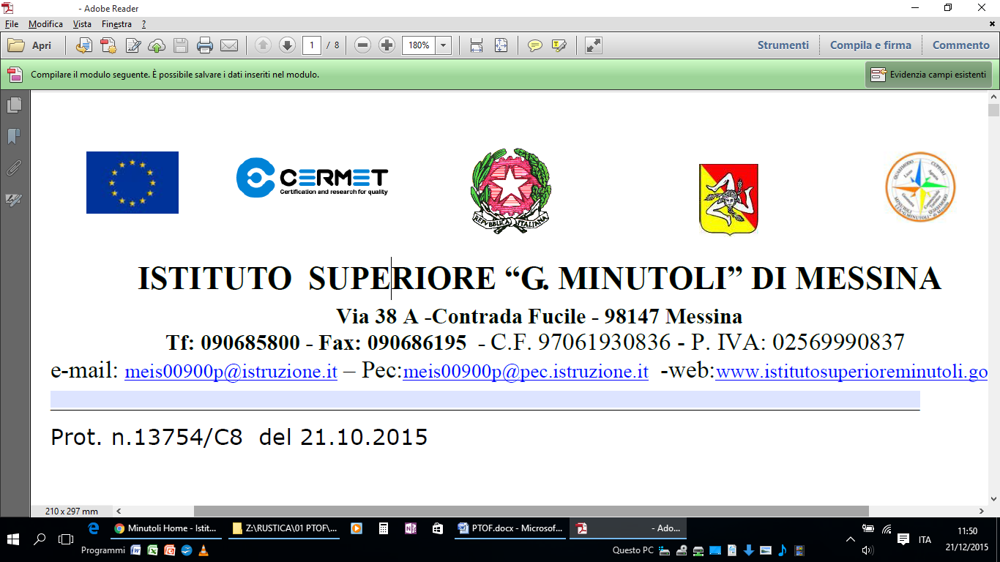 - Adobe Reader
File Modifica Vista Finestra ?
Apri 1 / 8 180% Strumenti Compila e firma Commento
Compilare il modulo seguente. È possibile salvare i dati inseriti nel modulo. Evidenzia campi esistenti
CERMET
Certification and research for quality
REPVBBLICA ITALIANA
ISTITUTO SUPERIORE “G. MINUTOLI” DI MESSINA
Via 38 A -Contrada Fucile - 98147 Messina
Tf: 090685800 - Fax: 090686195 - C.F. 97061930836 - P. IVA: 02569990837
e-mail: meis00900p@istruzione.it – Pec:meis00900p@pec.istruzione.it -web:www.istitutosuperioreminutoli.go
Prot. n.13754/C8 del 21.10.2015
210 x 297 mm
Minutoli Home - Istit... Z:\RUSTICA\01 PTOF\... PTOF.docx - Microsof... - Ado...
Programmi Questo PC ITA
11:50
21/12/2015